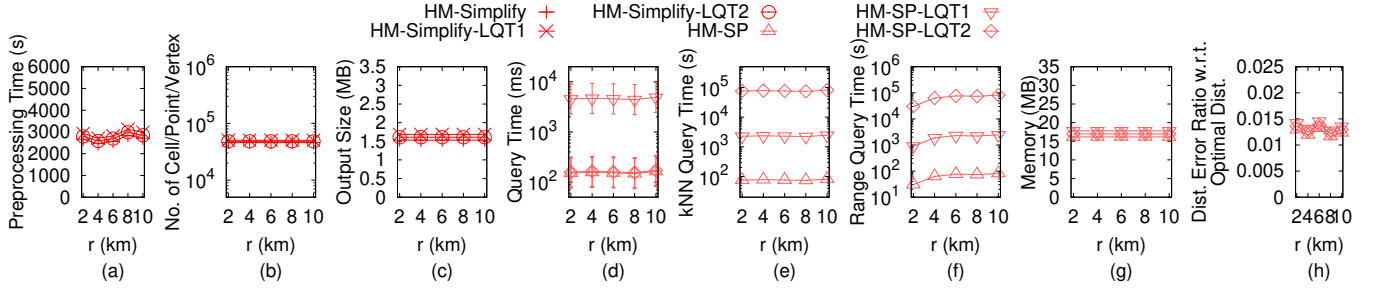 HM-Simplify
HM-Simplify-LQT1
HM-Simplify-LQT2
HM-SP
HM-SP-LQT1
HM-SP-LQT2
Preprocessing Time (s)
6000
5000
4000
3000
2000
1000
0
2 4 6 8 10
r (km)
(a)
No. of Cell/Point/Vertex
10^6
10^5
10^4
2 4 6 8 10
r (km)
(b)
Output Size (MB)
3.5
3
2.5
2
1.5
1
0.5
0
2 4 6 8 10
r (km)
(c)
Query Time (ms)
10^4
10^3
10^2
2 4 6 8 10
r (km)
(d)
kNN Query Time (s)
10^5
10^4
10^3
10^2
2 4 6 8 10
r (km)
(e)
Range Query Time (s)
10^6
10^5
10^4
10^3
10^2
10^1
2 4 6 8 10
r (km)
(f)
Memory (MB)
35
30
25
20
15
10
5
0
2 4 6 8 10
r (km)
(g)
Dist. Error Ratio w.r.t.
Optimal Dist.
0.025
0.02
0.015
0.01
0.005
0
2 4 6 8 10
r (km)
(h)